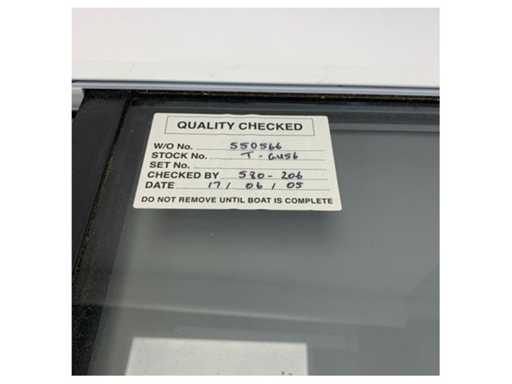 QUALITY CHECKED
W/O No. 550566
STOCK No. T-GUS6
SET No.
CHECKED BY 580-206
DATE 17/06/05
DO NOT REMOVE UNTIL BOAT IS COMPLETE